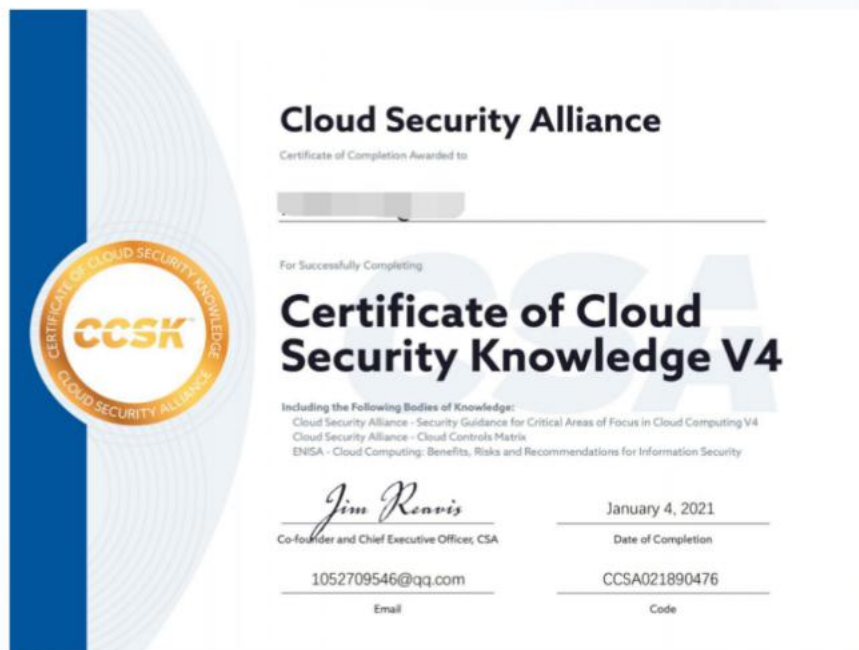 Cloud Security Alliance
Certificate of Completion Awarded to
For Successfully Completing
Certificate of Cloud
Security Knowledge V4
Including the Following Bodies of Knowledge:
Cloud Security Alliance - Security Guidance for Critical Areas of Focus in Cloud Computing V4
Cloud Security Alliance - Cloud Controls Matrix
ENISA - Cloud Computing: Benefits, Risks and Recommendations for Information Security
CERTIFICATE OF CLOUD SECURITY KNOWLEDGE
CCSK™
CLOUD SECURITY ALLIANCE
CSA
Jim Reavis
January 4, 2021
Co-founder and Chief Executive Officer, CSA
Date of Completion
1052709546@qq.com
CCSA021890476
Email
Code